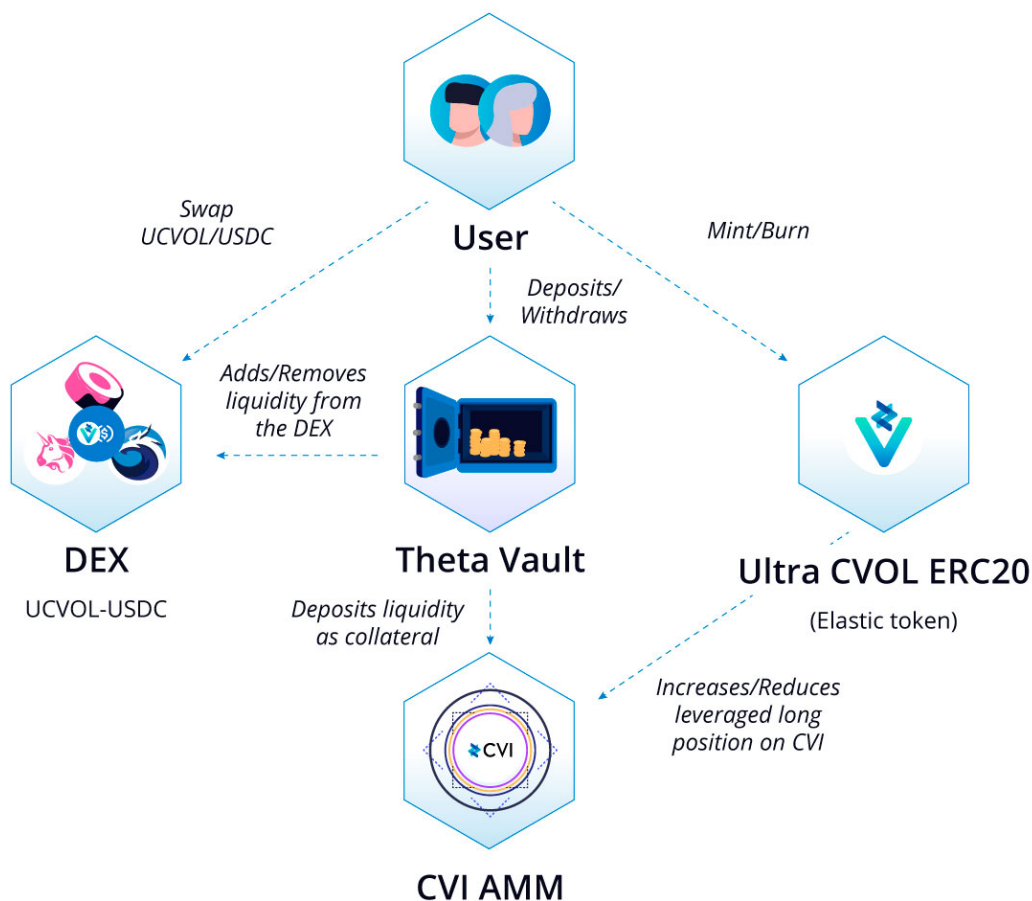 User
Swap
UCVOL/USDC
Mint/Burn
Deposits/
Withdraws
Adds/Removes
liquidity from
the DEX
DEX
UCVOL-USDC
Theta Vault
Ultra CVOL ERC20
(Elastic token)
Deposits liquidity
as collateral
Increases/Reduces
leveraged long
position on CVI
CVI
CVI AMM